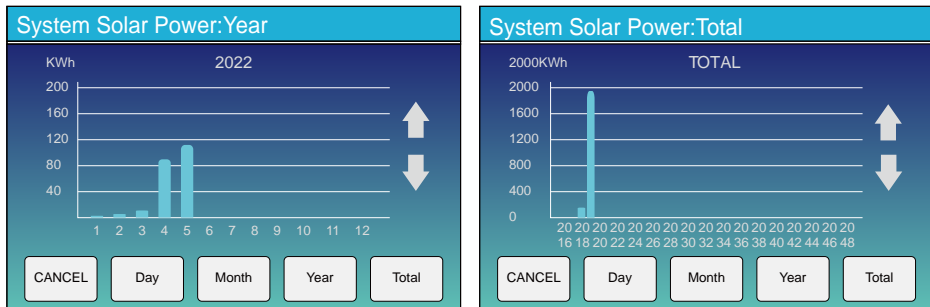 System Solar Power:Year
KWh 2022
200
160
120
80
40
1 2 3 4 5 6 7 8 9 10 11 12
CANCEL Day Month Year Total
System Solar Power:Total
2000KWh TOTAL
2000
1600
1200
800
400
0
20 20 20 20 20 20 20 20 20 20 20 20 20 20 20 20 20
16 18 20 22 24 26 28 30 32 34 36 38 40 42 44 46 48
CANCEL Day Month Year Total